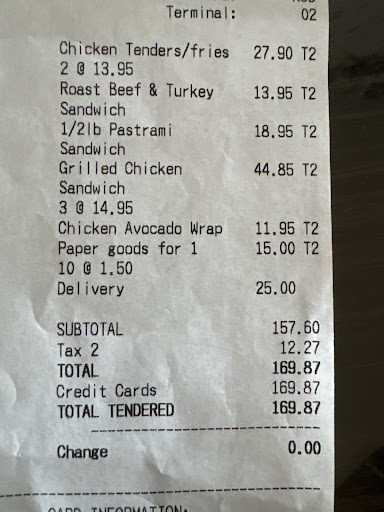 Terminal: 02
Chicken Tenders/fries 27.90 T2
2 @ 13.95
Roast Beef & Turkey 13.95 T2
Sandwich
1/2lb Pastrami 18.95 T2
Sandwich
Grilled Chicken 44.85 T2
Sandwich
3 @ 14.95
Chicken Avocado Wrap 11.95 T2
Paper goods for 1 15.00 T2
10 @ 1.50
Delivery 25.00
SUBTOTAL 157.60
Tax 2 12.27
TOTAL 169.87
Credit Cards 169.87
TOTAL TENDERED 169.87
Change 0.00
CARD INFORMATION: